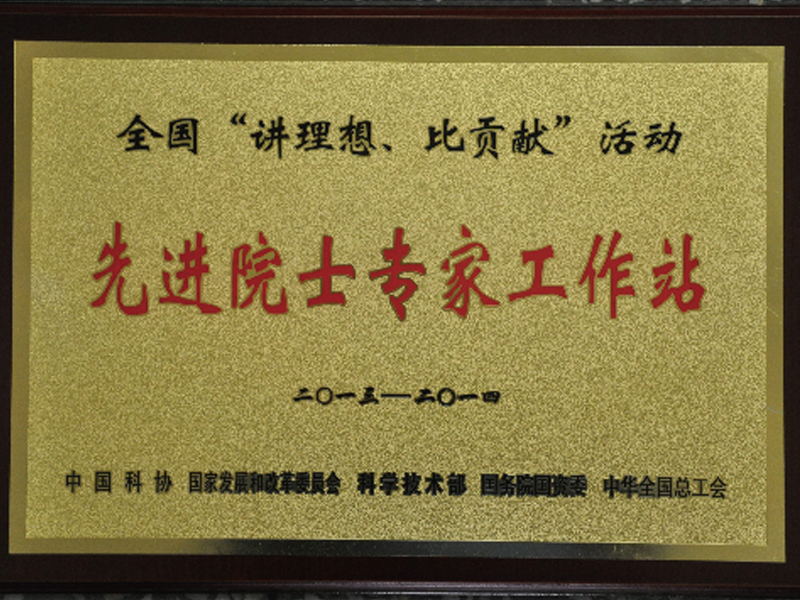 全国“讲理想、比贡献”活动
先进院士专家工作站
二〇一三—二〇一四
中国科协 国家发展和改革委员会 科学技术部 国务院国资委 中华全国总工会